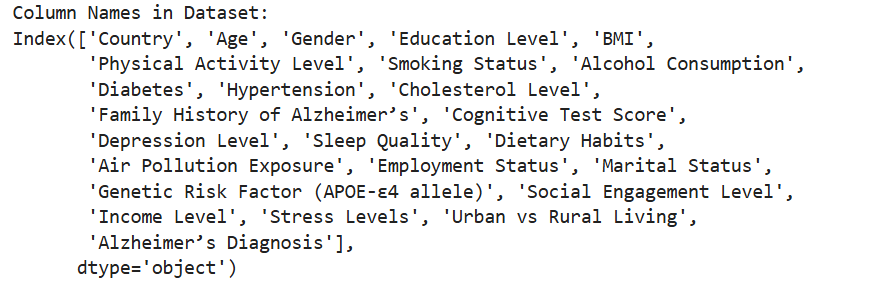 Column Names in Dataset:
Index(['Country', 'Age', 'Gender', 'Education Level', 'BMI',
'Physical Activity Level', 'Smoking Status', 'Alcohol Consumption',
'Diabetes', 'Hypertension', 'Cholesterol Level',
'Family History of Alzheimer’s', 'Cognitive Test Score',
'Depression Level', 'Sleep Quality', 'Dietary Habits',
'Air Pollution Exposure', 'Employment Status', 'Marital Status',
'Genetic Risk Factor (APOE-ε4 allele)', 'Social Engagement Level',
'Income Level', 'Stress Levels', 'Urban vs Rural Living',
'Alzheimer’s Diagnosis'],
dtype='object')